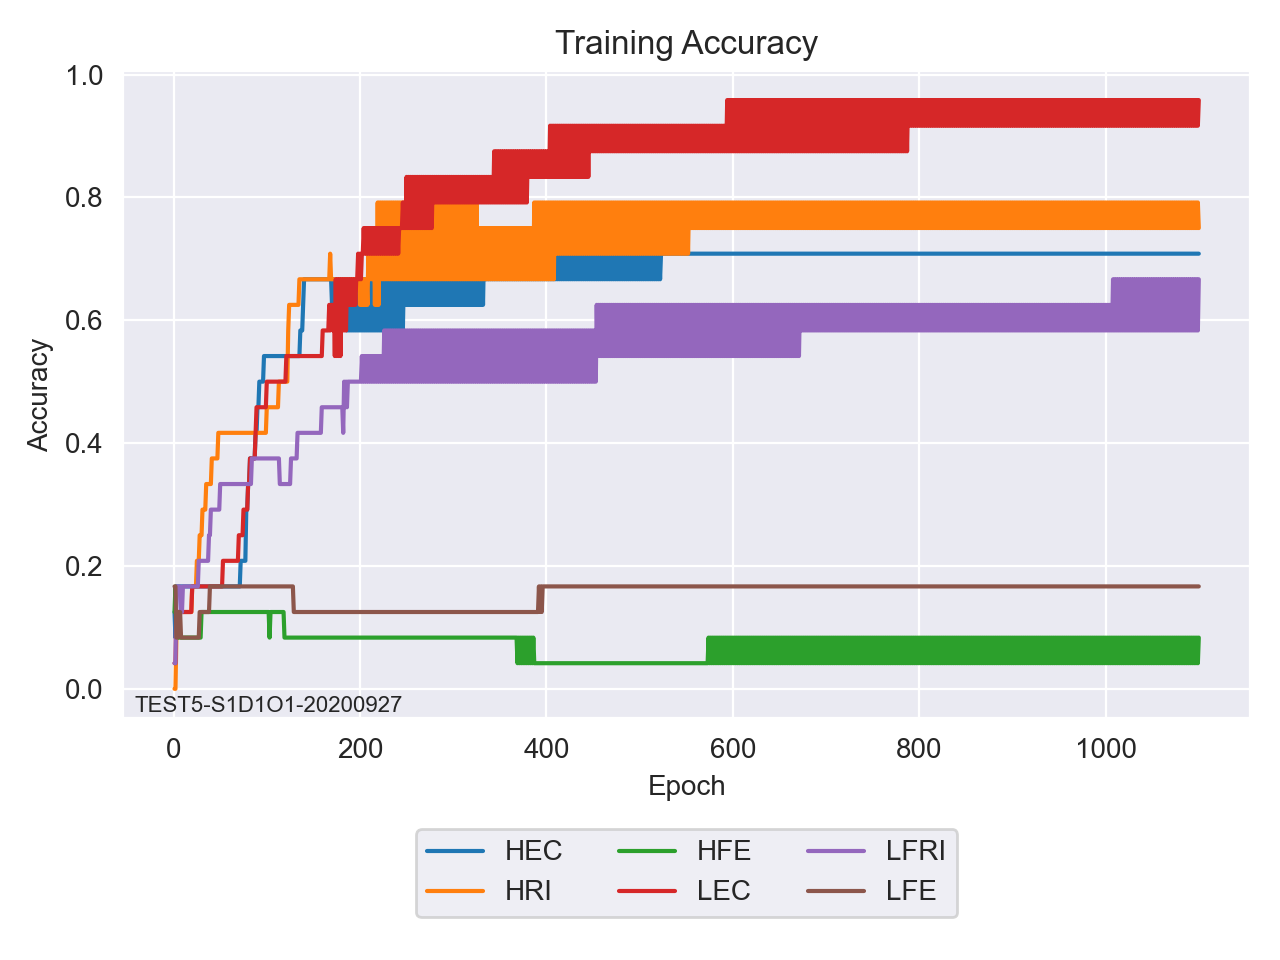 Training Accuracy
1.0
0.8
0.6
0.4
0.2
0.0
Accuracy
TEST5-S1D1O1-20200927
0 200 400 600 800 1000
Epoch
HEC HFE LFRI
HRI LEC LFE